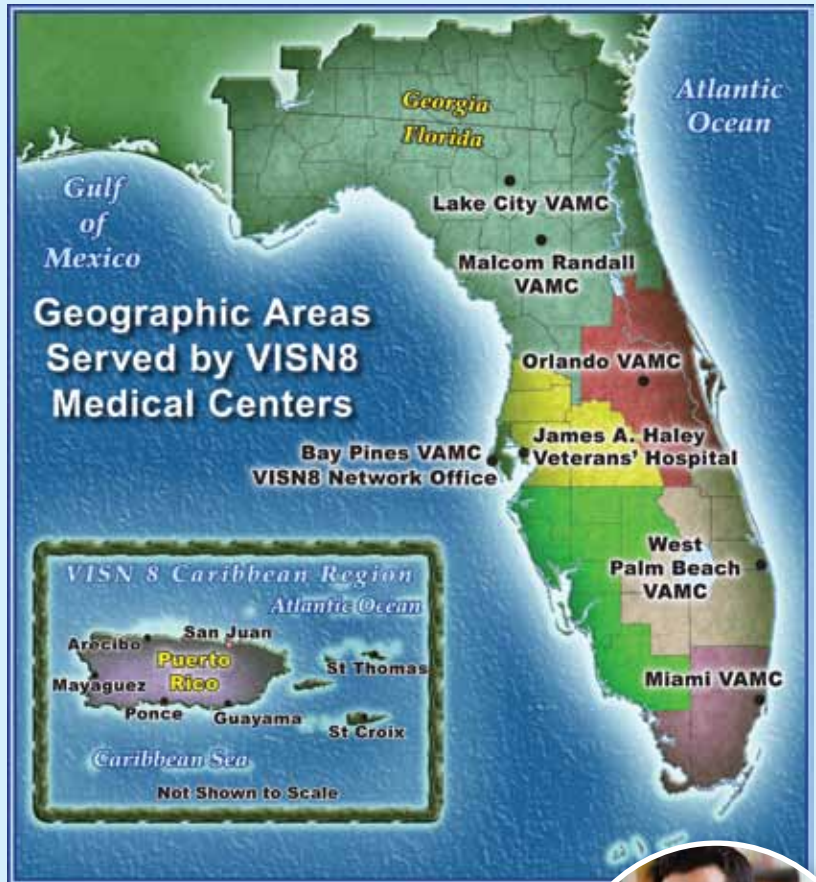 Georgia
Florida
Atlantic
Ocean
Gulf
of
Mexico
Lake City VAMC
Malcom Randall
VAMC
Geographic Areas
Served by VISN8
Medical Centers
Orlando VAMC
James A. Haley
Veterans' Hospital
Bay Pines VAMC
VISN8 Network Office
West
Palm Beach
VAMC
Miami VAMC
VISN 8 Caribbean Region
Atlantic Ocean
San Juan
Arecibo
Puerto
Rico
St Thomas
Mayaguez
Ponce
Guayama
St Croix
Caribbean Sea
Not Shown to Scale